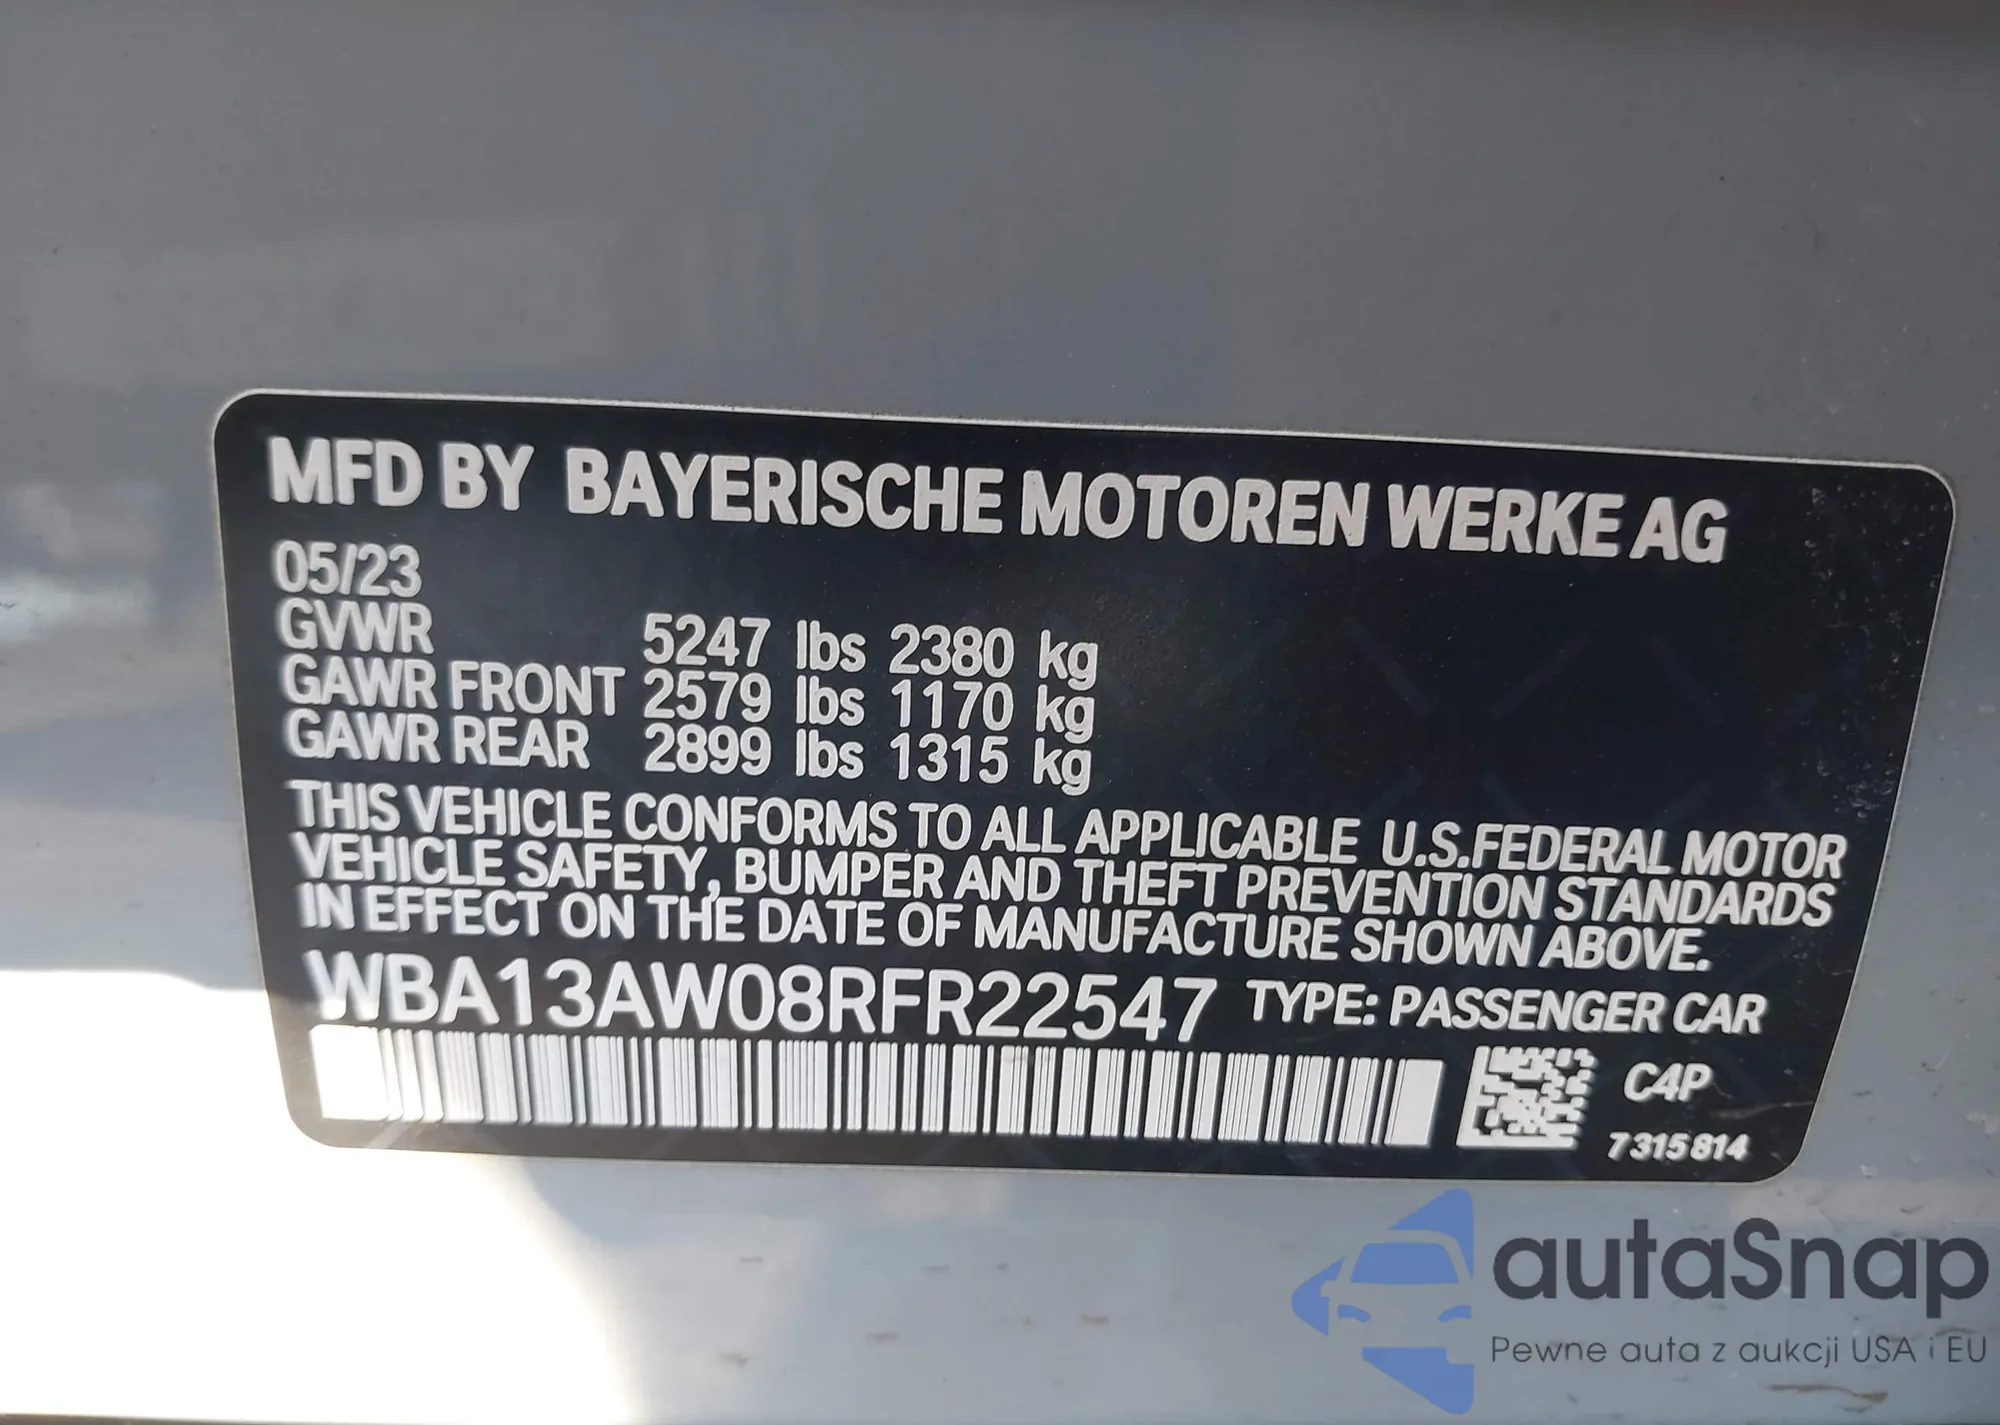 MFD BY BAYERISCHE MOTOREN WERKE AG
05/23
GVWR 5247 lbs 2380 kg
GAWR FRONT 2579 lbs 1170 kg
GAWR REAR 2899 lbs 1315 kg
THIS VEHICLE CONFORMS TO ALL APPLICABLE U.S.FEDERAL MOTOR
VEHICLE SAFETY, BUMPER AND THEFT PREVENTION STANDARDS
IN EFFECT ON THE DATE OF MANUFACTURE SHOWN ABOVE.
WBA13AW08RFR22547 TYPE: PASSENGER CAR
C4P
7315814
autaSnap
Pewne auta z aukcji USA i EU